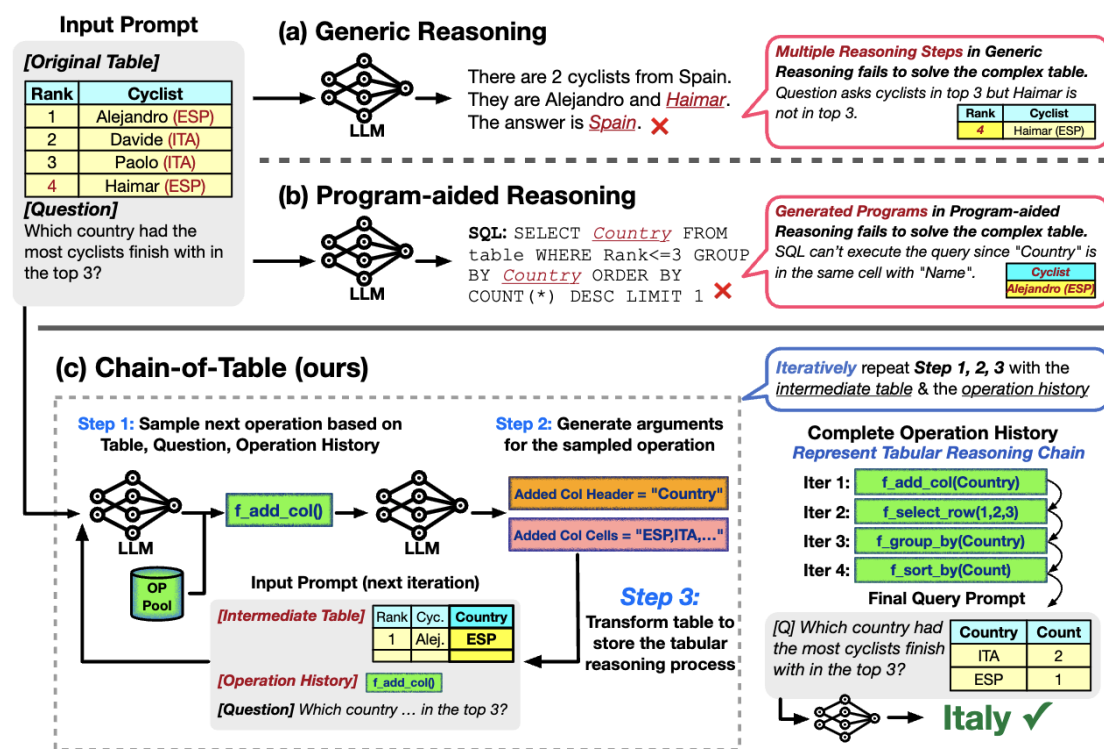 Input Prompt
[Original Table]
Rank Cyclist
1 Alejandro (ESP)
2 Davide (ITA)
3 Paolo (ITA)
4 Haimar (ESP)
[Question]
Which country had the
most cyclists finish with in
the top 3?
(a) Generic Reasoning
LLM
There are 2 cyclists from Spain.
They are Alejandro and Haimar.
The answer is Spain.
Multiple Reasoning Steps in Generic
Reasoning fails to solve the complex table.
Question asks cyclists in top 3 but Haimar is
not in top 3.
Rank Cyclist
4 Haimar (ESP)
(b) Program-aided Reasoning
LLM
SQL: SELECT Country FROM
table WHERE Rank<=3 GROUP
BY Country ORDER BY
COUNT(*) DESC LIMIT 1
Generated Programs in Program-aided
Reasoning fails to solve the complex table.
SQL can't execute the query since "Country" is
in the same cell with "Name".
Cyclist
Alejandro (ESP)
(c) Chain-of-Table (ours)
Step 1: Sample next operation based on
Table, Question, Operation History
LLM
OP
Pool
f_add_col()
Step 2: Generate arguments
for the sampled operation
LLM
Added Col Header = "Country"
Added Col Cells = "ESP,ITA,..."
Step 3:
Transform table to
store the tabular
reasoning process
Input Prompt (next iteration)
[Intermediate Table]
Rank Cyc. Country
1 Alej. ESP
[Operation History] f_add_col()
[Question] Which country ... in the top 3?
Iteratively repeat Step 1, 2, 3 with the
intermediate table & the operation history
Complete Operation History
Represent Tabular Reasoning Chain
Iter 1: f_add_col(Country)
Iter 2: f_select_row(1,2,3)
Iter 3: f_group_by(Country)
Iter 4: f_sort_by(Count)
Final Query Prompt
[Q] Which country had
the most cyclists finish
with in the top 3?
Country Count
ITA 2
ESP 1
LLM
Italy ✓